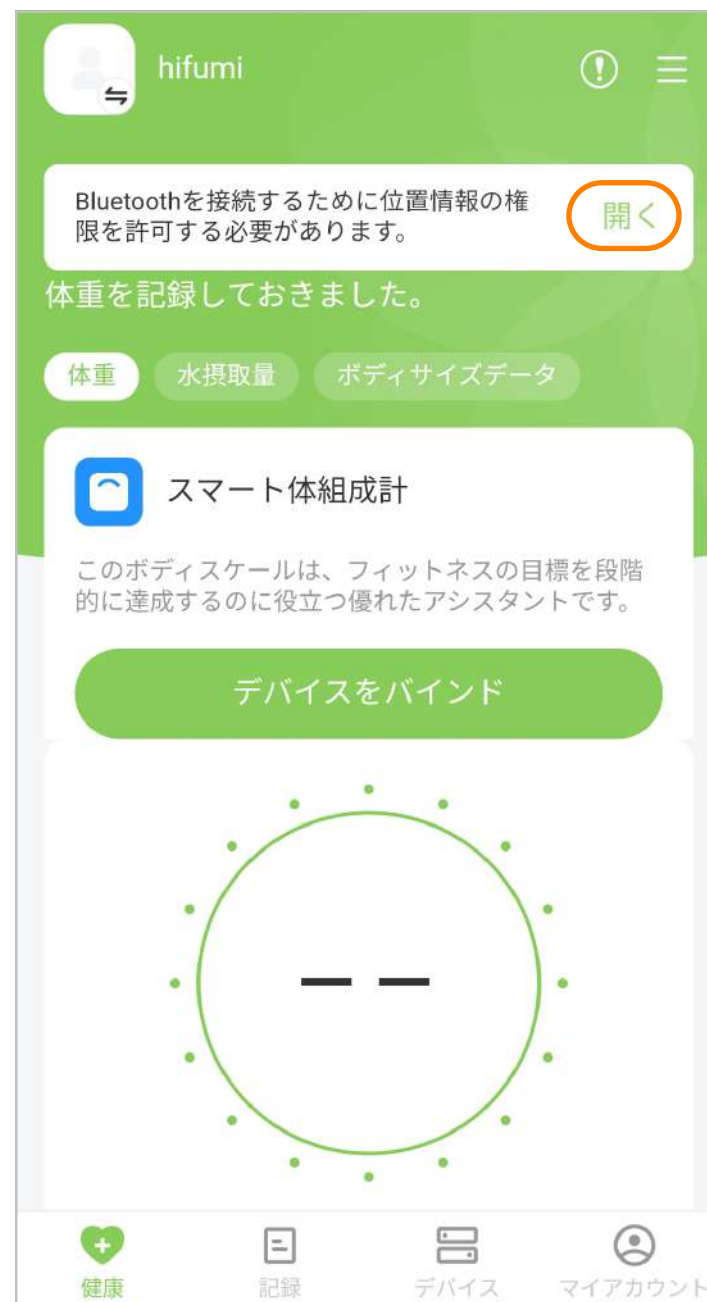 hifumi
Bluetoothを接続するために位置情報の権
限を許可する必要があります。
開く
体重を記録しておきました。
体重 水摂取量 ボディサイズデータ
スマート体組成計
このボディスケールは、フィットネスの目標を段階
的に達成するのに役立つ優れたアシスタントです。
デバイスをバインド
– –
健康 記録 デバイス マイアカウント